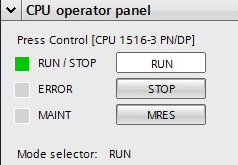 CPU operator panel
Press Control [CPU 1516-3 PN/DP]
RUN / STOP RUN
ERROR STOP
MAINT MRES
Mode selector: RUN